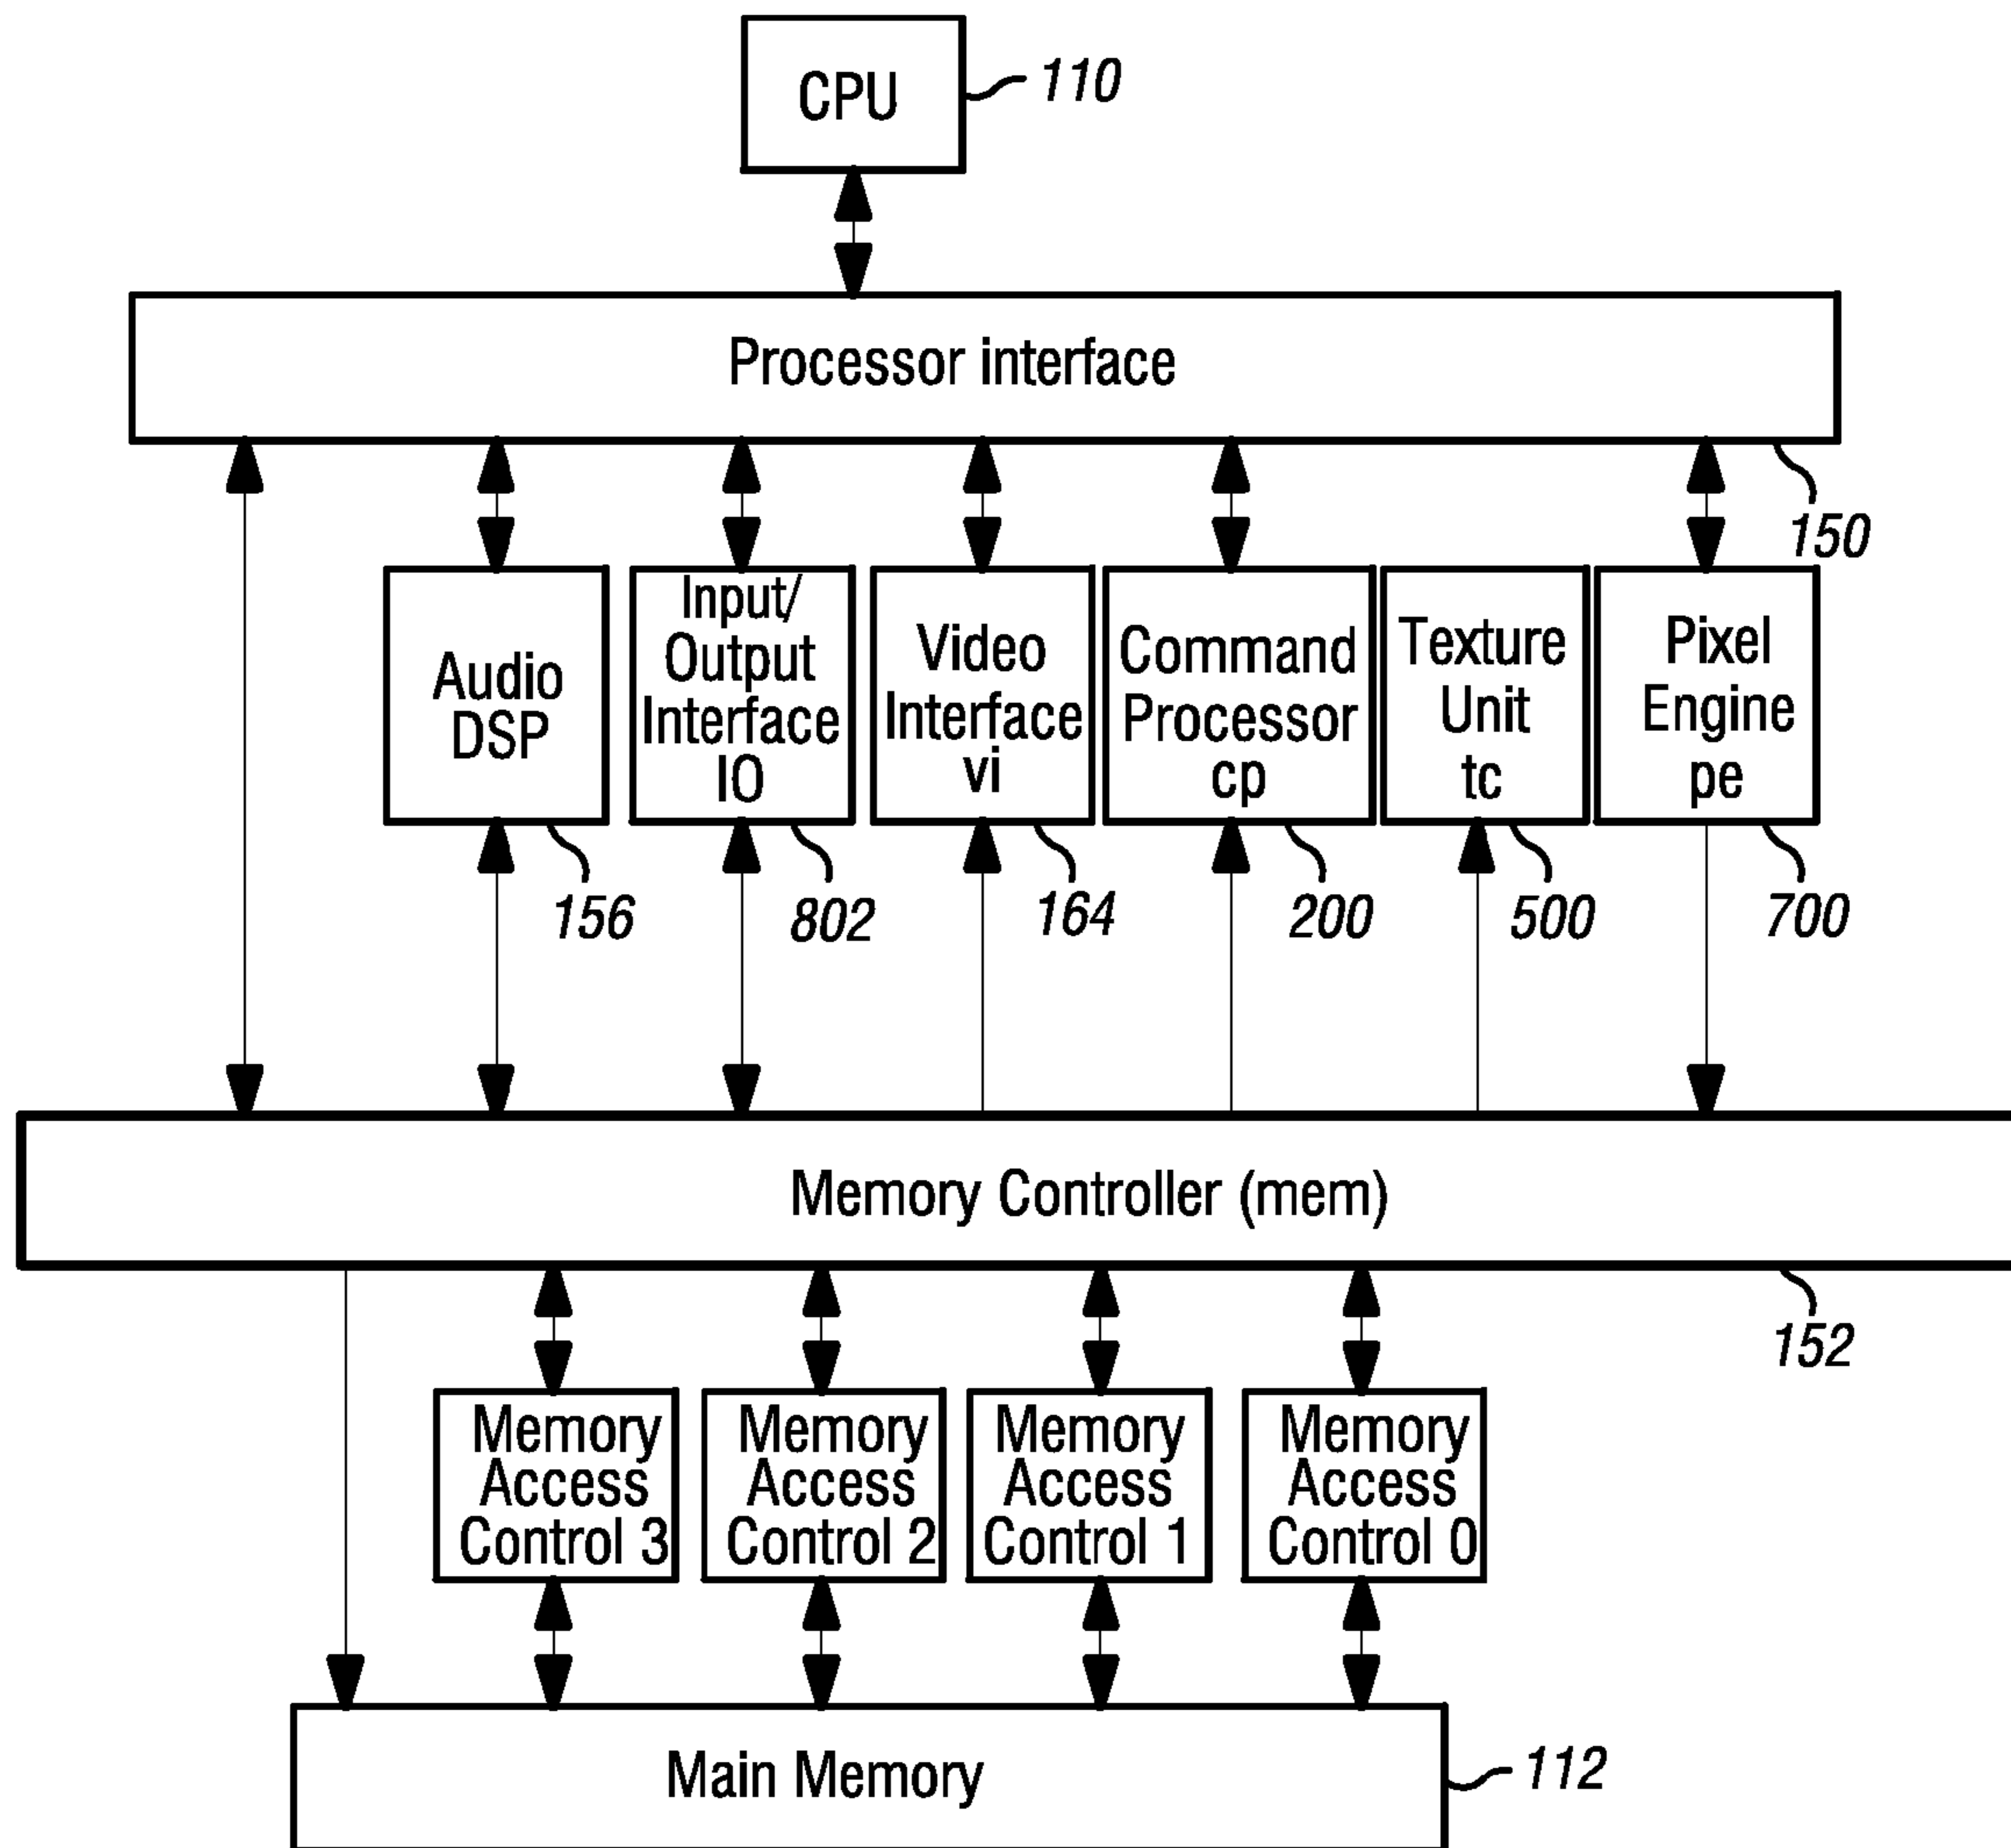 CPU
110
Processor interface
150
Audio
DSP
156
Input/
Output
Interface
IO
802
Video
Interface
vi
164
Command
Processor
cp
200
Texture
Unit
tc
500
Pixel
Engine
pe
700
Memory Controller (mem)
152
Memory
Access
Control 3
Memory
Access
Control 2
Memory
Access
Control 1
Memory
Access
Control 0
Main Memory
112